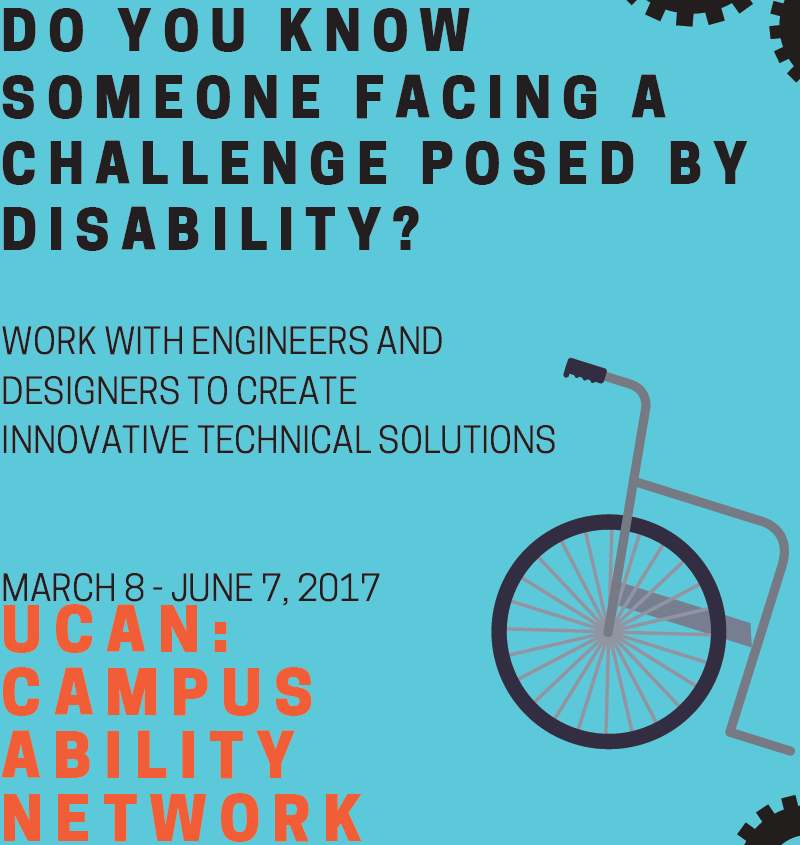 DO YOU KNOW
SOMEONE FACING A
CHALLENGE POSED BY
DISABILITY?
WORK WITH ENGINEERS AND
DESIGNERS TO CREATE
INNOVATIVE TECHNICAL SOLUTIONS
MARCH 8 - JUNE 7, 2017
UCAN:
CAMPUS
ABILITY
NETWORK